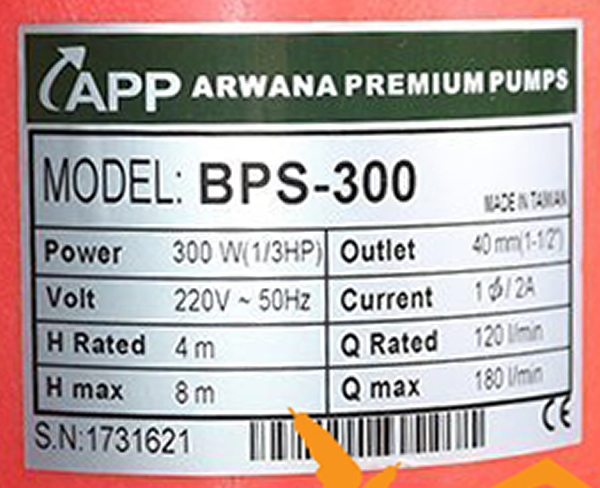 APP ARWANA PREMIUM PUMPS
MODEL: BPS-300
MADE IN TAIWAN
Power 300 W(1/3HP) Outlet 40 mm(1-1/2")
Volt 220V ~ 50Hz Current 1 ϕ / 2A
H Rated 4 m Q Rated 120 l/min
H max 8 m Q max 180 l/min
S.N:1731621 CE